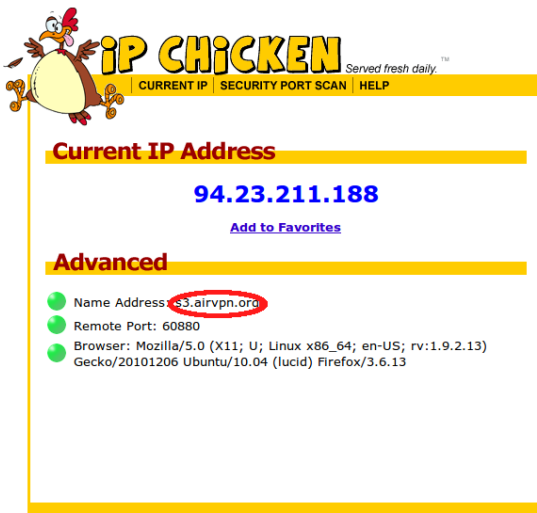 iP CHiCKEN Served fresh daily. ™
CURRENT IP | SECURITY PORT SCAN | HELP
Current IP Address
94.23.211.188
Add to Favorites
Advanced
Name Address: s3.airvpn.org
Remote Port: 60880
Browser: Mozilla/5.0 (X11; U; Linux x86_64; en-US; rv:1.9.2.13)
Gecko/20101206 Ubuntu/10.04 (lucid) Firefox/3.6.13